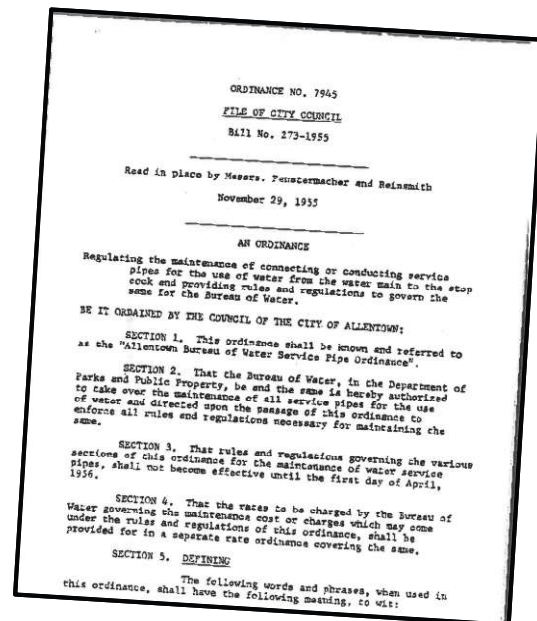 ORDINANCE NO. 7945
FILE OF CITY COUNCIL
Bill No. 273-1955
Read in place by Messrs. Fenstermacher and Reinsmith
November 29, 1955
AN ORDINANCE
Regulating the maintenance of connecting or conducting service
pipes for the use of water from the water main to the stop
cock and providing rules and regulations to govern the
same for the Bureau of Water.
BE IT ORDAINED BY THE COUNCIL OF THE CITY OF ALLENTOWN:
SECTION 1. This ordinance shall be known and referred to
as the "Allentown Bureau of Water Service Pipe Ordinance".
SECTION 2. That the Bureau of Water, in the Department of
Parks and Public Property, be and the same is hereby authorized
to take over the maintenance of all service pipes for the use
of water and directed upon the passage of this ordinance to
enforce all rules and regulations necessary for maintaining the
same.
SECTION 3. That rules and regulations governing the various
sections of this ordinance for the maintenance of water service
pipes, shall not become effective until the first day of April,
1956.
SECTION 4. That the rates to be charged by the Bureau of
Water governing the maintenance cost or charges which may come
under the rules and regulations of this ordinance, shall be
provided for in a separate rate ordinance covering the same.
SECTION 5. DEFINING
The following words and phrases, when used in
this ordinance, shall have the following meaning, to wit: